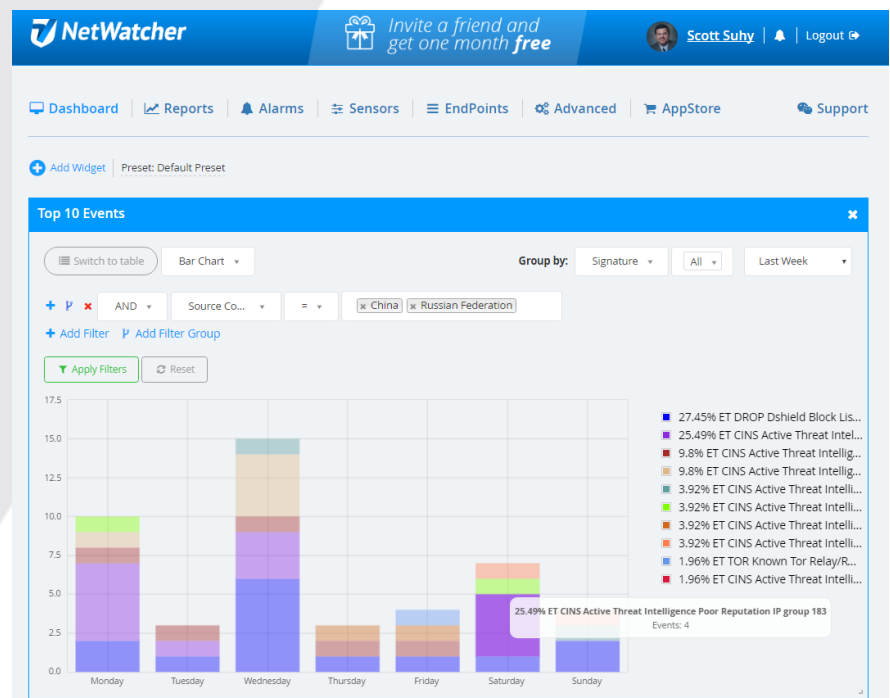 NetWatcher
Invite a friend and
get one month free
Scott Suhy
Logout
Dashboard
Reports
Alarms
Sensors
EndPoints
Advanced
AppStore
Support
Add Widget
Preset: Default Preset
Top 10 Events
Switch to table
Bar Chart
Group by:
Signature
All
Last Week
AND
Source Co...
=
× China
× Russian Federation
Add Filter
Add Filter Group
Apply Filters
Reset
17.5
15.0
12.5
10.0
7.5
5.0
2.5
0.0
Monday
Tuesday
Wednesday
Thursday
Friday
Saturday
Sunday
27.45% ET DROP Dshield Block Lis...
25.49% ET CINS Active Threat Intel...
9.8% ET CINS Active Threat Intellig...
9.8% ET CINS Active Threat Intellig...
3.92% ET CINS Active Threat Intelli...
3.92% ET CINS Active Threat Intelli...
3.92% ET CINS Active Threat Intelli...
3.92% ET CINS Active Threat Intelli...
1.96% ET TOR Known Tor Relay/R...
1.96% ET CINS Active Threat Intelli...
25.49% ET CINS Active Threat Intelligence Poor Reputation IP group 183
Events: 4